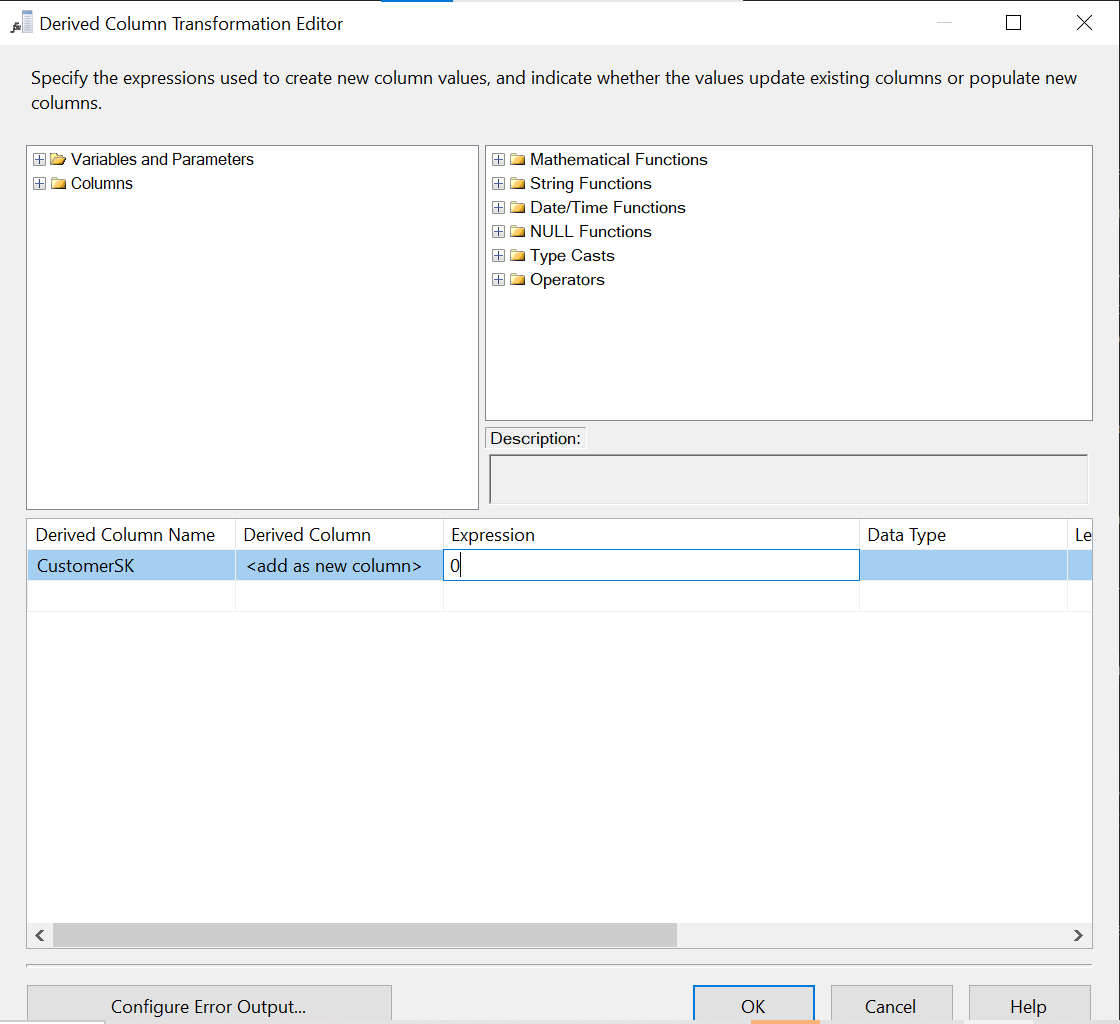 Derived Column Transformation Editor
Specify the expressions used to create new column values, and indicate whether the values update existing columns or populate new
columns.
Variables and Parameters
Columns
Mathematical Functions
String Functions
Date/Time Functions
NULL Functions
Type Casts
Operators
Description:
Derived Column Name Derived Column Expression Data Type Le
CustomerSK <add as new column> 0
Configure Error Output... OK Cancel Help